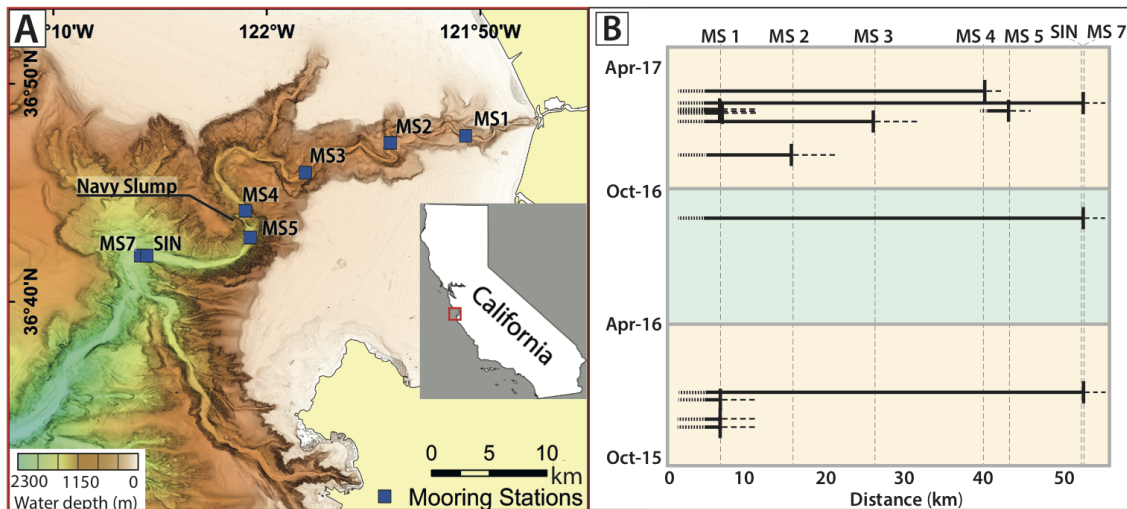 A
10'W
122°W
121°50'W
36°50'N
36°40'N
MS1
MS2
MS3
MS4
Navy Slump
MS5
MS7 SIN
California
0 5 10
km
Mooring Stations
2300 1150 0
Water depth (m)
B
MS 1 MS 2 MS 3 MS 4 MS 5 SIN MS 7
Apr-17
Oct-16
Apr-16
Oct-15
0 10 20 30 40 50
Distance (km)